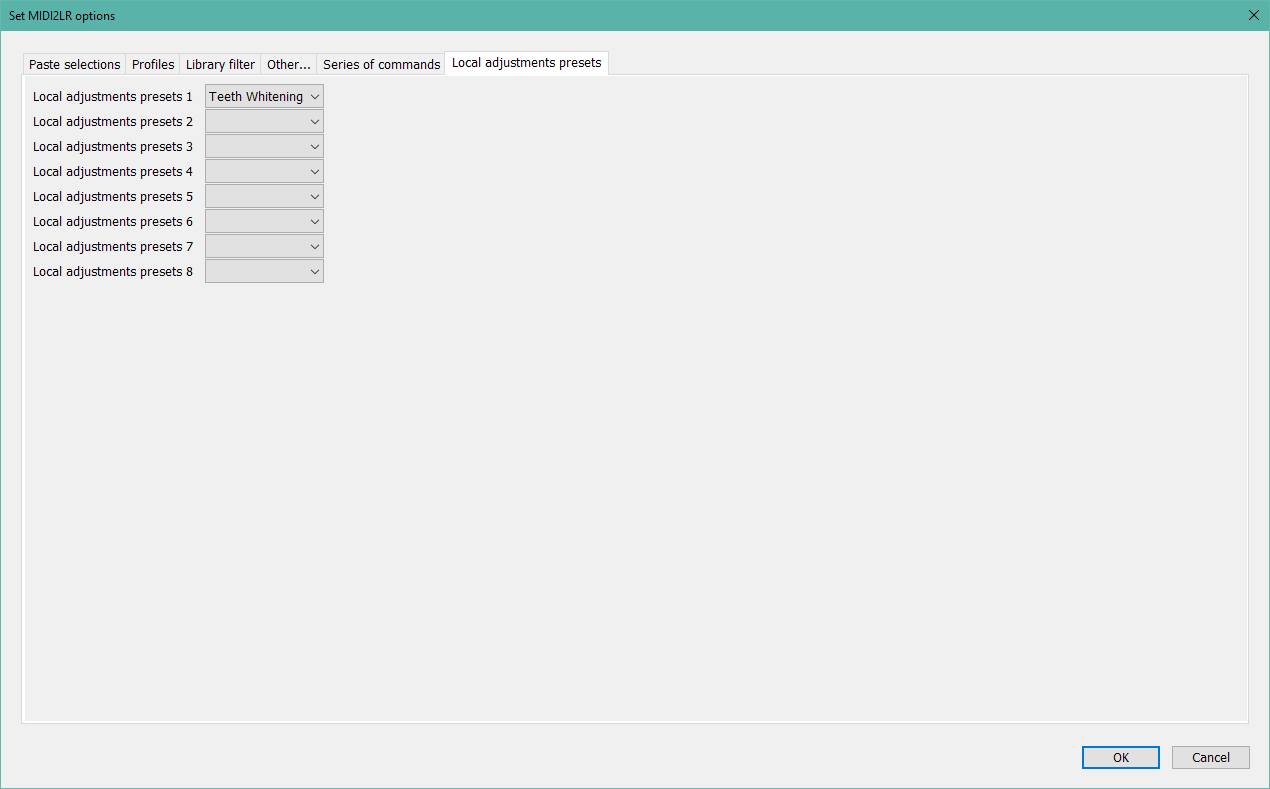 Set MIDI2LR options
Paste selections Profiles Library filter Other... Series of commands Local adjustments presets
Local adjustments presets 1 Teeth Whitening
Local adjustments presets 2
Local adjustments presets 3
Local adjustments presets 4
Local adjustments presets 5
Local adjustments presets 6
Local adjustments presets 7
Local adjustments presets 8
OK Cancel